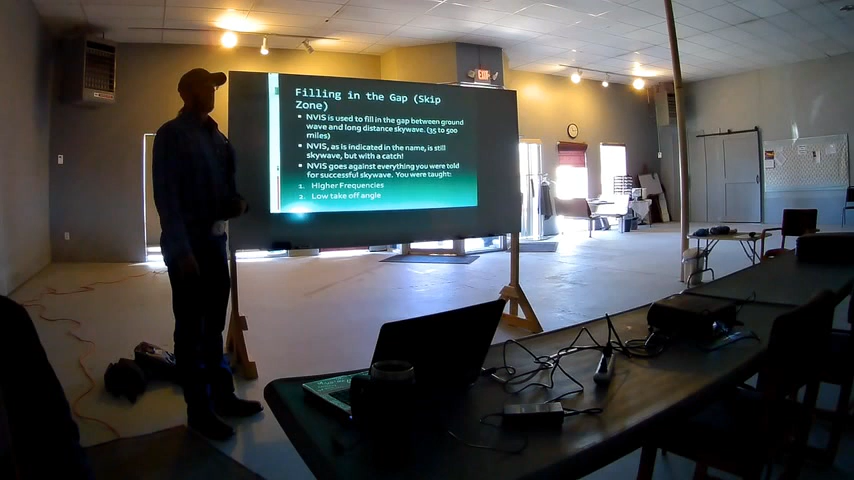 EXIT
Filling in the Gap (Skip
Zone)
• NVIS is used to fill in the gap between ground
wave and long distance skywave. (35 to 500
miles)
• NVIS, as is indicated in the name, is still
skywave, but with a catch!
• NVIS goes against everything you were told
for successful skywave. You were taught:
1. Higher Frequencies
2. Low take off angle